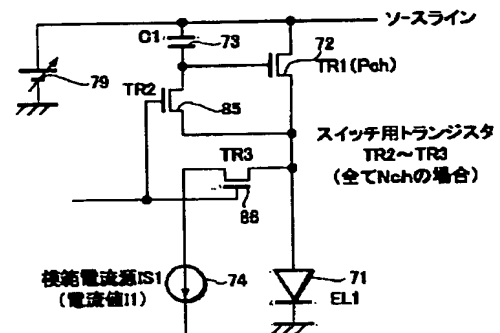 ソースライン
C1
73
72
TR1(Pch)
79
TR2
85
スイッチ用トランジスタ
TR2～TR3
(全てNchの場合)
TR3
86
模範電流源IS1
(電流値I1)
74
71
EL1